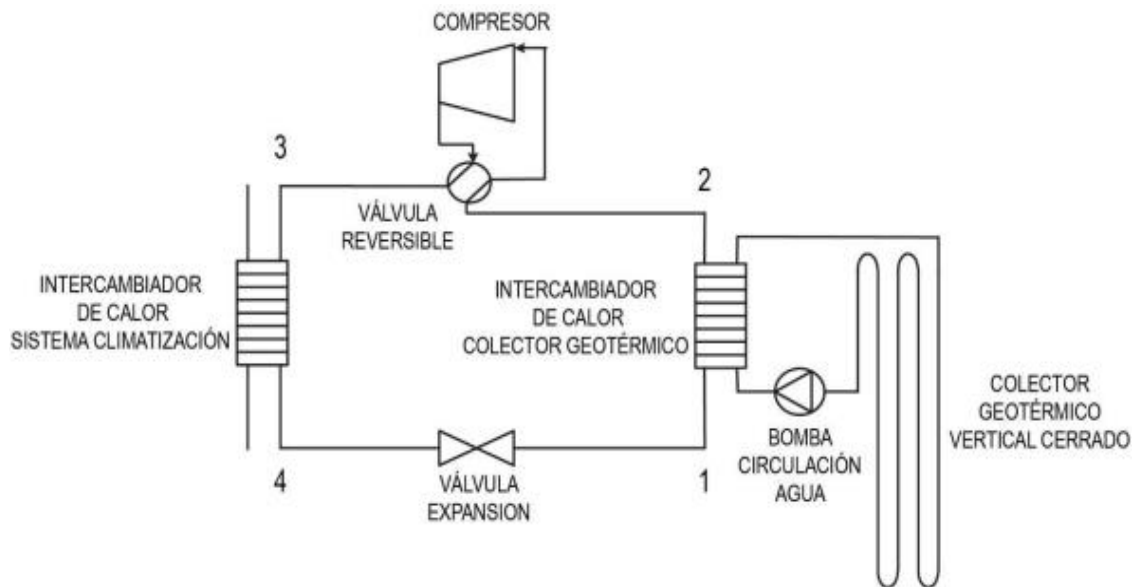 COMPRESOR
3
2
VÁLVULA
REVERSIBLE
INTERCAMBIADOR
DE CALOR
SISTEMA CLIMATIZACIÓN
INTERCAMBIADOR
DE CALOR
COLECTOR GEOTÉRMICO
COLECTOR
GEOTÉRMICO
VERTICAL CERRADO
BOMBA
CIRCULACIÓN
AGUA
4
VÁLVULA
EXPANSION
1